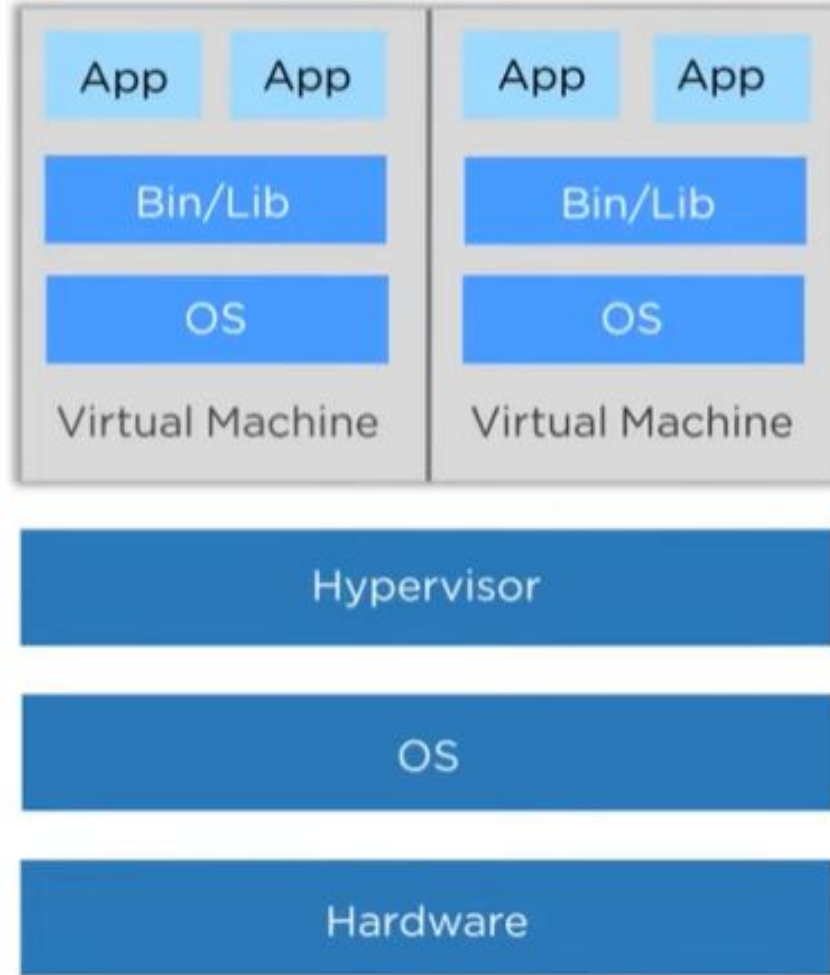 App App App App
Bin/Lib Bin/Lib
OS OS
Virtual Machine Virtual Machine
Hypervisor
OS
Hardware